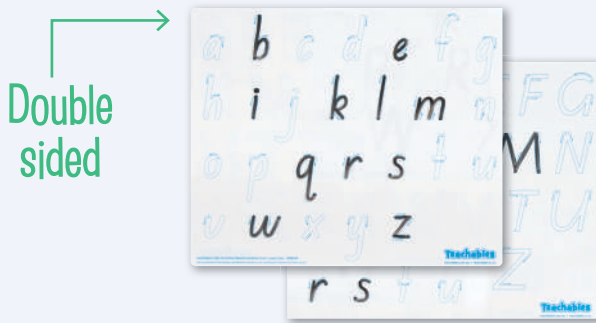 Double
sided
a b c d e f g
h i j k l m n
o p q r s t u
v w x y z
Teachables
F G
M N
T U
Z
r s t u
Teachables